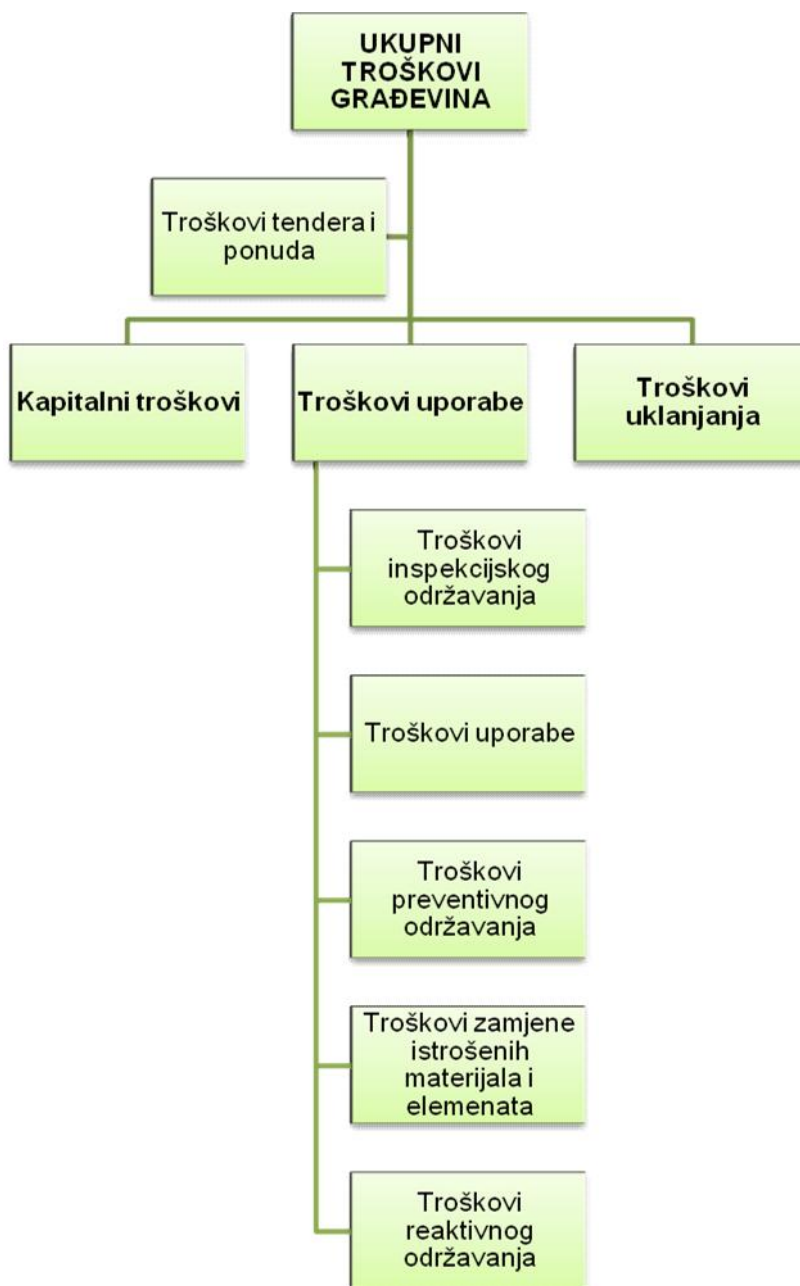 UKUPNI
TROŠKOVI
GRAĐEVINA
Troškovi tendera i
ponuda
Kapitalni troškovi
Troškovi uporabe
Troškovi
uklanjanja
Troškovi
inspekcijskog
održavanja
Troškovi uporabe
Troškovi
preventivnog
održavanja
Troškovi zamjene
istrošenih
materijala i
elemenata
Troškovi
reaktivnog
održavanja